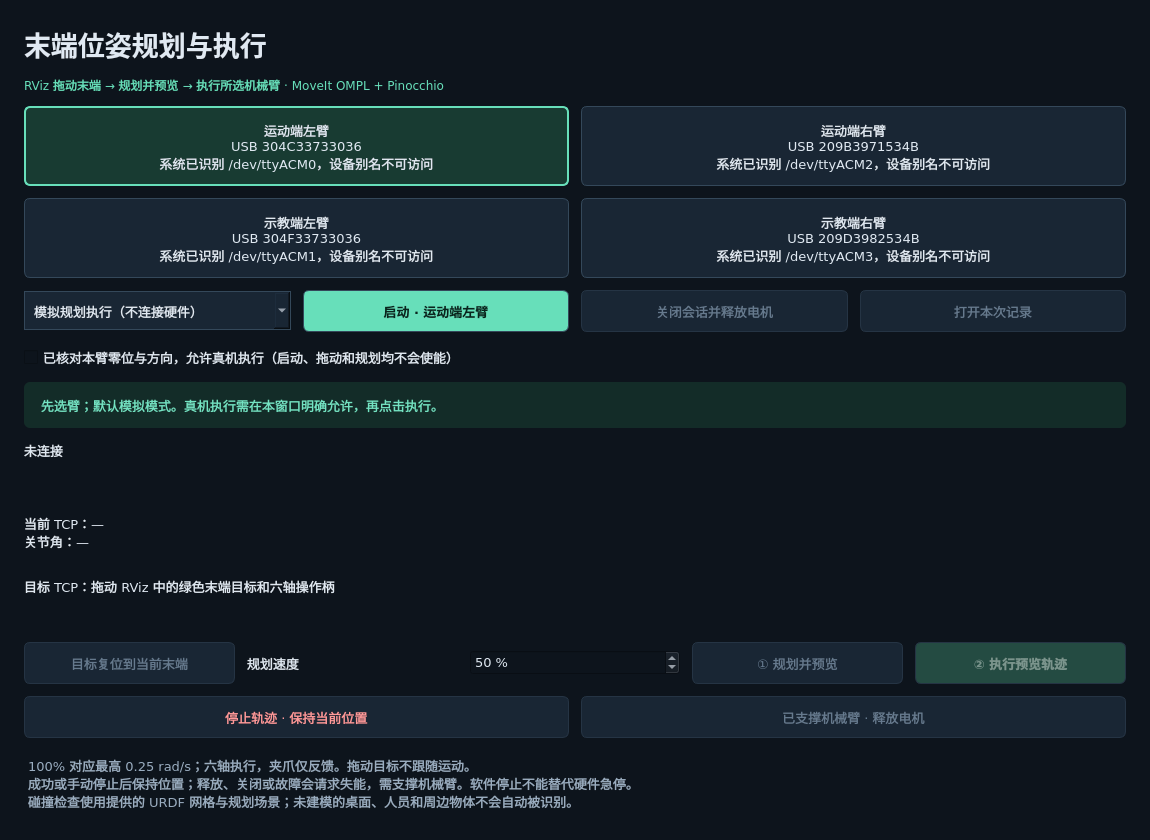 末端位姿规划与执行
RViz 拖动末端 → 规划并预览 → 执行所选机械臂 · MoveIt OMPL + Pinocchio
运动端左臂
USB 304C33733036
系统已识别 /dev/ttyACM0，设备别名不可访问
运动端右臂
USB 209B3971534B
系统已识别 /dev/ttyACM2，设备别名不可访问
示教端左臂
USB 304F33733036
系统已识别 /dev/ttyACM1，设备别名不可访问
示教端右臂
USB 209D3982534B
系统已识别 /dev/ttyACM3，设备别名不可访问
模拟规划执行（不连接硬件）
启动 · 运动端左臂
关闭会话并释放电机
打开本次记录
已核对本臂零位与方向，允许真机执行（启动、拖动和规划均不会使能）
先选臂；默认模拟模式。真机执行需在本窗口明确允许，再点击执行。
未连接
当前 TCP：—
关节角：—
目标 TCP：拖动 RViz 中的绿色末端目标和六轴操作柄
目标复位到当前末端
规划速度
50 %
① 规划并预览
② 执行预览轨迹
停止轨迹 · 保持当前位置
已支撑机械臂 · 释放电机
100% 对应最高 0.25 rad/s；六轴执行，夹爪仅反馈。拖动目标不跟随运动。
成功或手动停止后保持位置；释放、关闭或故障会请求失能，需支撑机械臂。软件停止不能替代硬件急停。
碰撞检查使用提供的 URDF 网格与规划场景；未建模的桌面、人员和周边物体不会自动被识别。